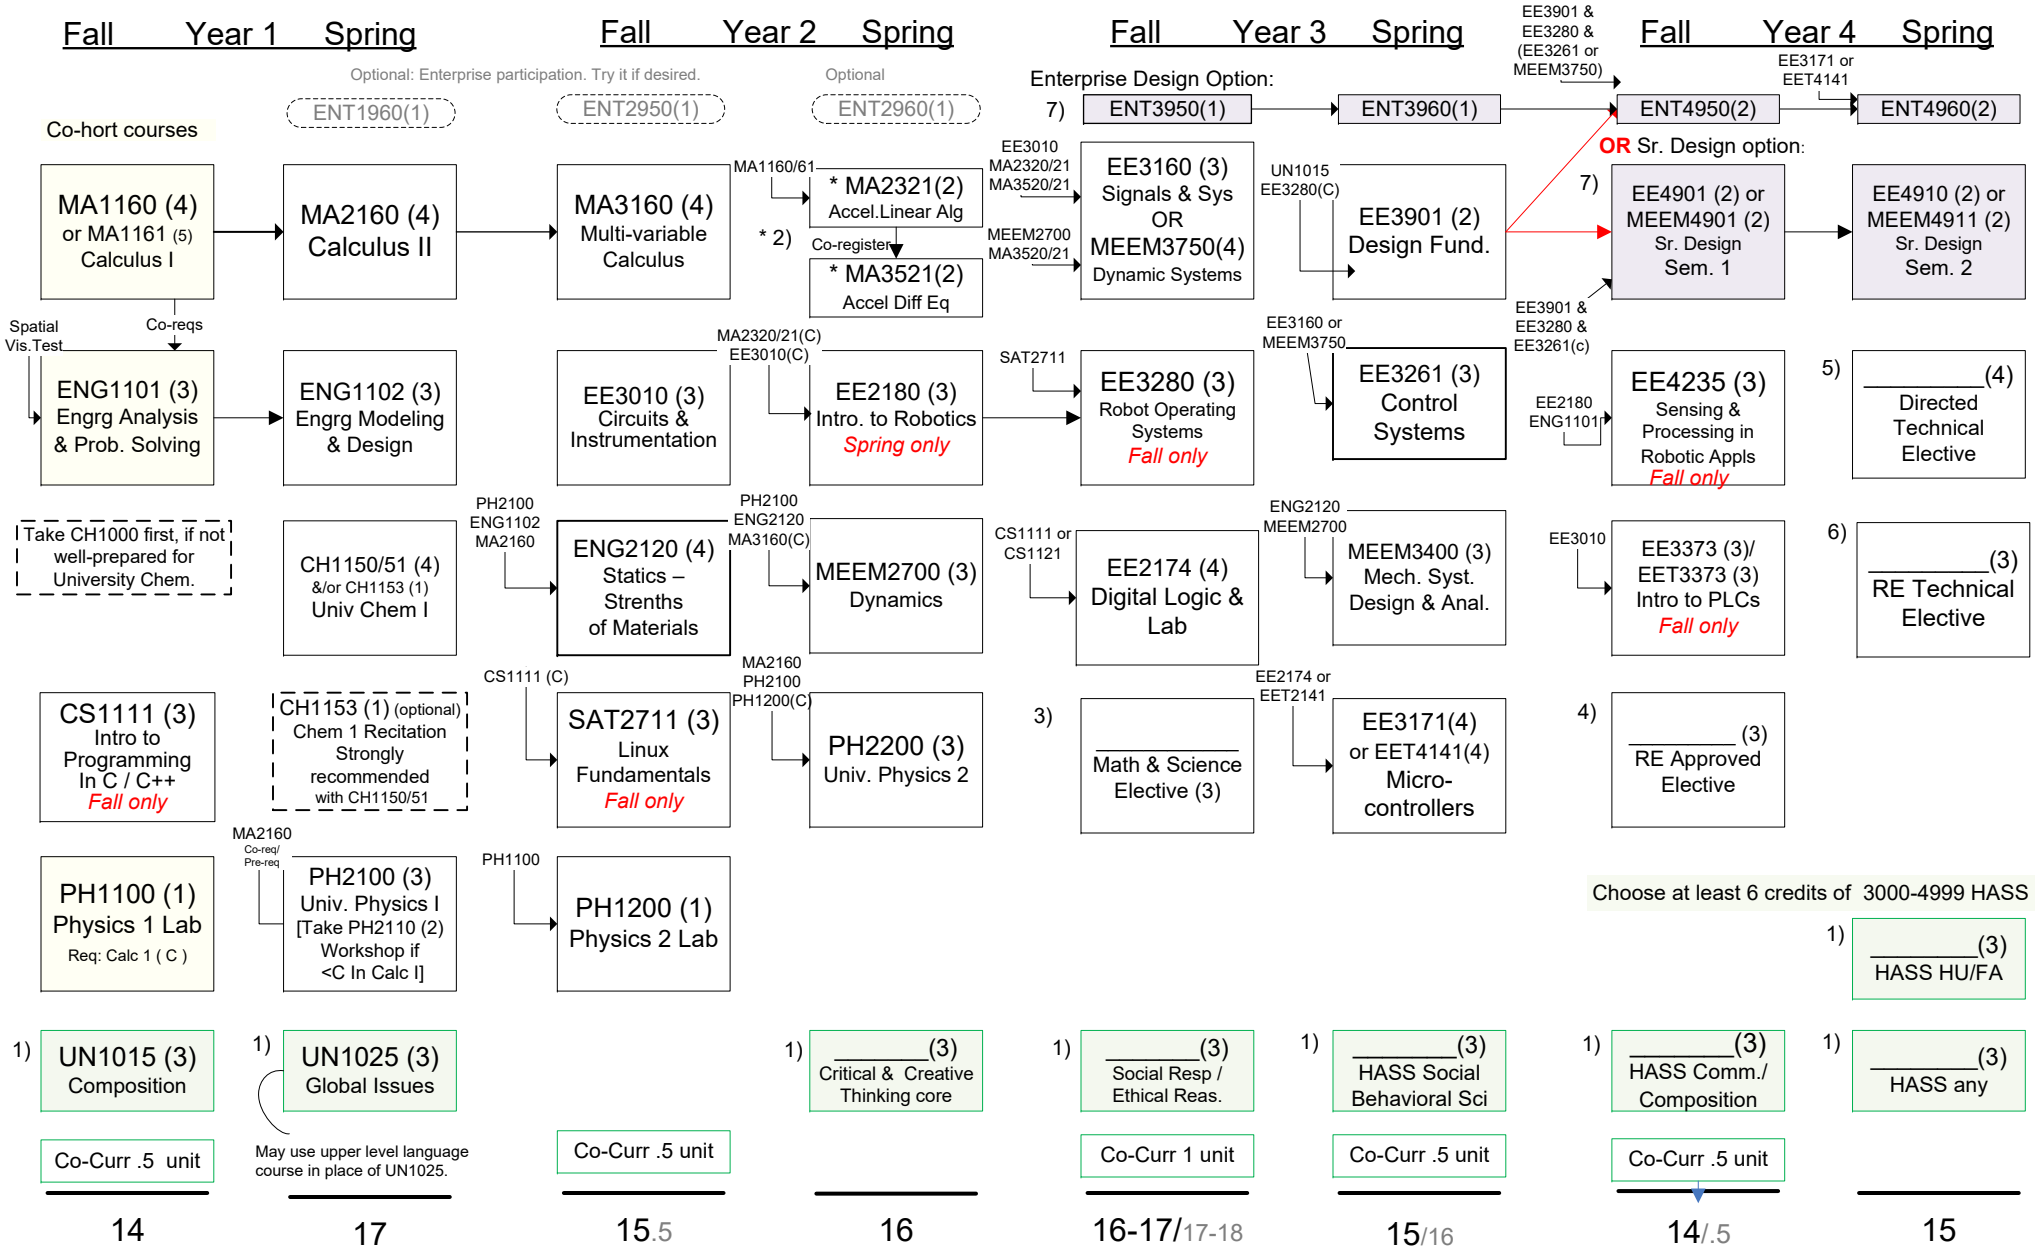 Fall Year 1 Spring
Fall Year 2 Spring
Fall Year 3 Spring
Fall Year 4 Spring
Optional: Enterprise participation. Try it if desired.
Optional
Enterprise Design Option:
EE3901 &
EE3280 &
(EE3261 or
MEEM3750)
EE3171 or
EET4141
ENT1960(1)
ENT2950(1)
ENT2960(1)
7)
ENT3950(1)
ENT3960(1)
ENT4950(2)
ENT4960(2)
OR Sr. Design option:
Co-hort courses
MA1160 (4)
or MA1161 (5)
Calculus I
MA2160 (4)
Calculus II
MA3160 (4)
Multi-variable
Calculus
MA1160/61
* MA2321(2)
Accel.Linear Alg
* 2)
Co-register
* MA3521(2)
Accel Diff Eq
EE3010
MA2320/21
MA3520/21
MEEM2700
MA3520/21
EE3160 (3)
Signals & Sys
OR
MEEM3750(4)
Dynamic Systems
UN1015
EE3280(C)
EE3901 (2)
Design Fund.
7)
EE4901 (2) or
MEEM4901 (2)
Sr. Design
Sem. 1
EE4910 (2) or
MEEM4911 (2)
Sr. Design
Sem. 2
Spatial
Vis.Test
Co-reqs
ENG1101 (3)
Engrg Analysis
& Prob. Solving
ENG1102 (3)
Engrg Modeling
& Design
EE3010 (3)
Circuits &
Instrumentation
MA2320/21(C)
EE3010(C)
EE2180 (3)
Intro. to Robotics
Spring only
SAT2711
EE3280 (3)
Robot Operating
Systems
Fall only
EE3160 or
MEEM3750
EE3261 (3)
Control
Systems
EE3901 &
EE3280 &
EE3261(c)
EE2180
ENG1101
EE4235 (3)
Sensing &
Processing in
Robotic Appls
Fall only
5)
___________(4)
Directed
Technical
Elective
Take CH1000 first, if not
well-prepared for
University Chem.
CH1150/51 (4)
&/or CH1153 (1)
Univ Chem I
PH2100
ENG1102
MA2160
ENG2120 (4)
Statics –
Strenths
of Materials
PH2100
ENG2120
MA3160(C)
MEEM2700 (3)
Dynamics
CS1111 or
CS1121
EE2174 (4)
Digital Logic &
Lab
ENG2120
MEEM2700
MEEM3400 (3)
Mech. Syst.
Design & Anal.
EE3010
EE3373 (3)/
EET3373 (3)
Intro to PLCs
Fall only
6)
___________(3)
RE Technical
Elective
CS1111 (3)
Intro to
Programming
In C / C++
Fall only
CH1153 (1) (optional)
Chem 1 Recitation
Strongly
recommended
with CH1150/51
CS1111 (C)
SAT2711 (3)
Linux
Fundamentals
Fall only
MA2160
PH2100
PH1200(C)
PH2200 (3)
Univ. Physics 2
3)
_____________
Math & Science
Elective (3)
EE2174 or
EET2141
EE3171(4)
or EET4141(4)
Micro-
controllers
4)
__________ (3)
RE Approved
Elective
PH1100 (1)
Physics 1 Lab
Req: Calc 1 ( C )
MA2160
Co-req/
Pre-req
PH2100 (3)
Univ. Physics I
[Take PH2110 (2)
Workshop if
<C In Calc I]
PH1100
PH1200 (1)
Physics 2 Lab
Choose at least 6 credits of 3000-4999 HASS
1)
__________(3)
HASS HU/FA
1)
UN1015 (3)
Composition
1)
UN1025 (3)
Global Issues
1)
________(3)
Critical & Creative
Thinking core
1)
________(3)
Social Resp /
Ethical Reas.
1)
_________(3)
HASS Social
Behavioral Sci
1)
_________(3)
HASS Comm./
Composition
1)
__________(3)
HASS any
Co-Curr .5 unit
May use upper level language
course in place of UN1025.
Co-Curr .5 unit
Co-Curr 1 unit
Co-Curr .5 unit
Co-Curr .5 unit
14
17
15.5
16
16-17/17-18
15/16
14/.5
15